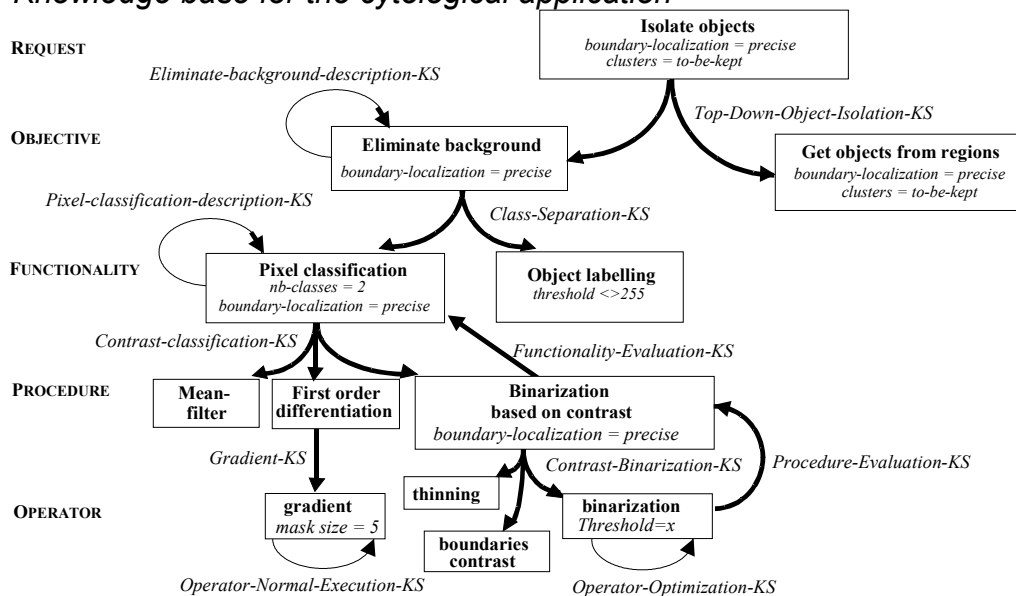 Knowledge base for the cytological application
REQUEST
Isolate objects
boundary-localization = precise
clusters = to-be-kept
Eliminate-background-description-KS
Top-Down-Object-Isolation-KS
OBJECTIVE
Eliminate background
boundary-localization = precise
Get objects from regions
boundary-localization = precise
clusters = to-be-kept
Pixel-classification-description-KS
Class-Separation-KS
FUNCTIONALITY
Pixel classification
nb-classes = 2
boundary-localization = precise
Object labelling
threshold <>255
Contrast-classification-KS
Functionality-Evaluation-KS
PROCEDURE
Mean-
filter
First order
differentiation
Binarization
based on contrast
boundary-localization = precise
Gradient-KS
Contrast-Binarization-KS
Procedure-Evaluation-KS
OPERATOR
gradient
mask size = 5
thinning
boundaries
contrast
binarization
Threshold=x
Operator-Normal-Execution-KS
Operator-Optimization-KS